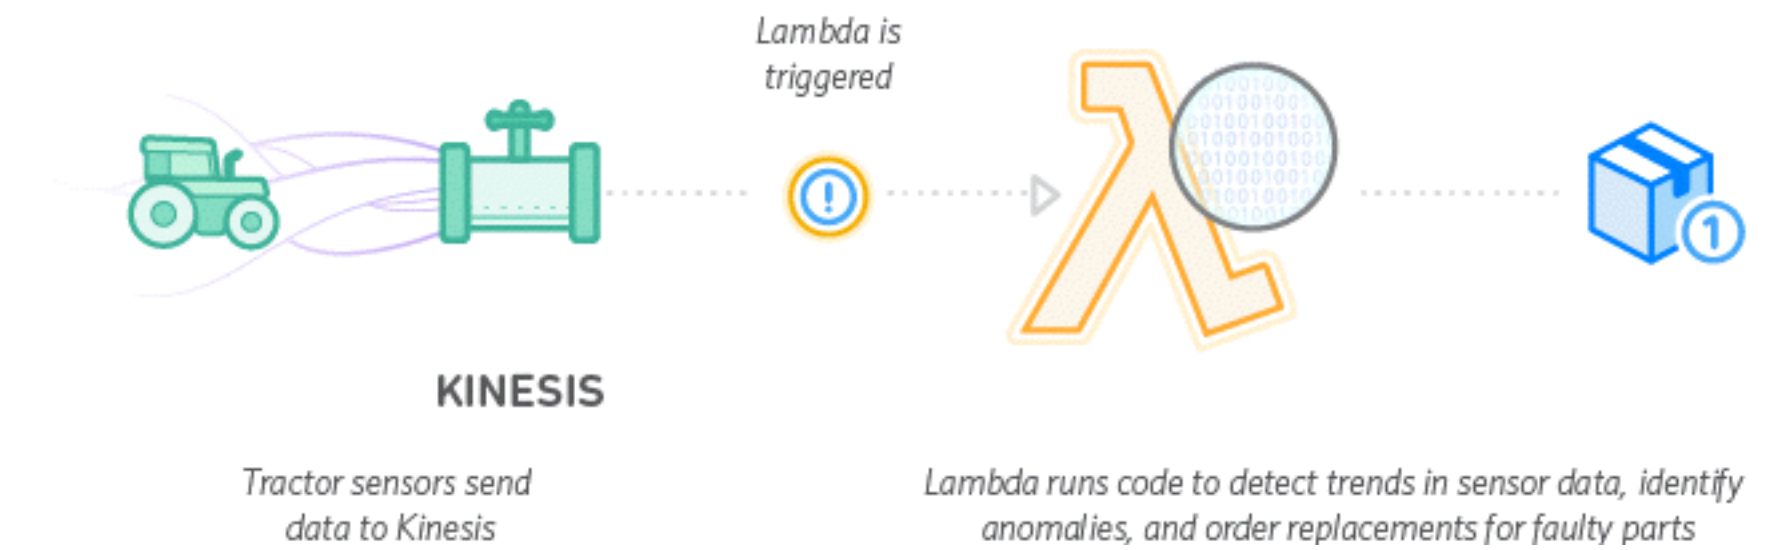 Lambda is
triggered
KINESIS
Tractor sensors send
data to Kinesis
Lambda runs code to detect trends in sensor data, identify
anomalies, and order replacements for faulty parts
1